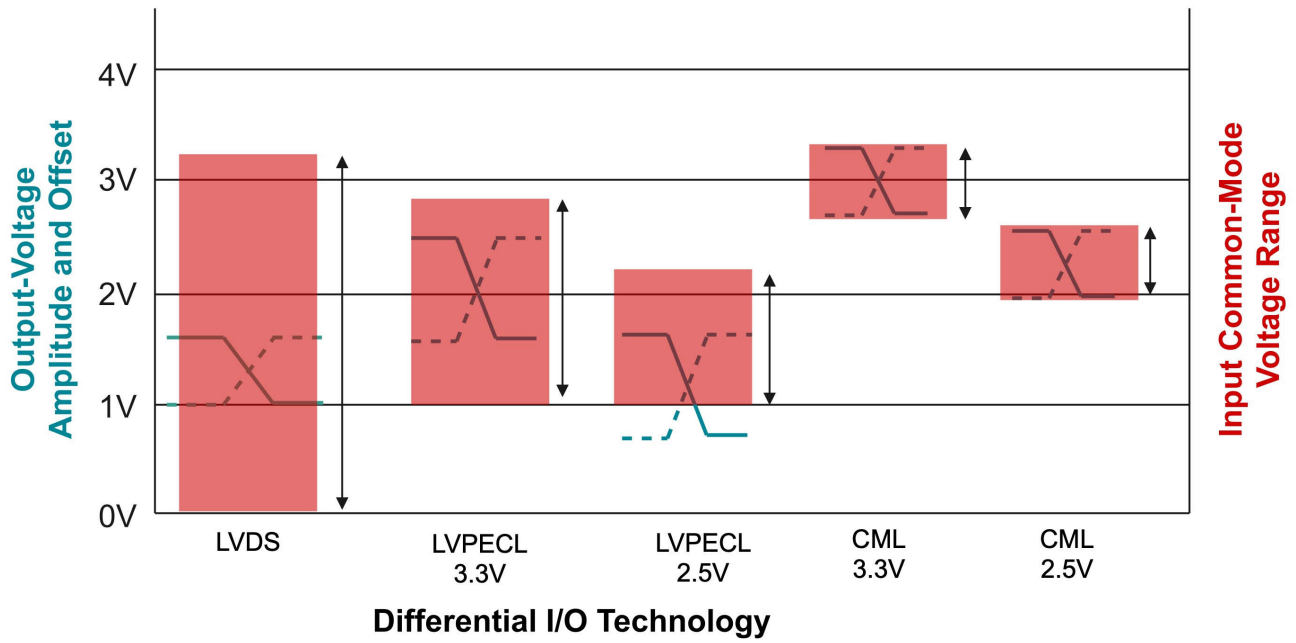 Output-Voltage
Amplitude and Offset
4V
3V
2V
1V
0V
Input Common-Mode
Voltage Range
LVDS
LVPECL
3.3V
LVPECL
2.5V
CML
3.3V
CML
2.5V
Differential I/O Technology